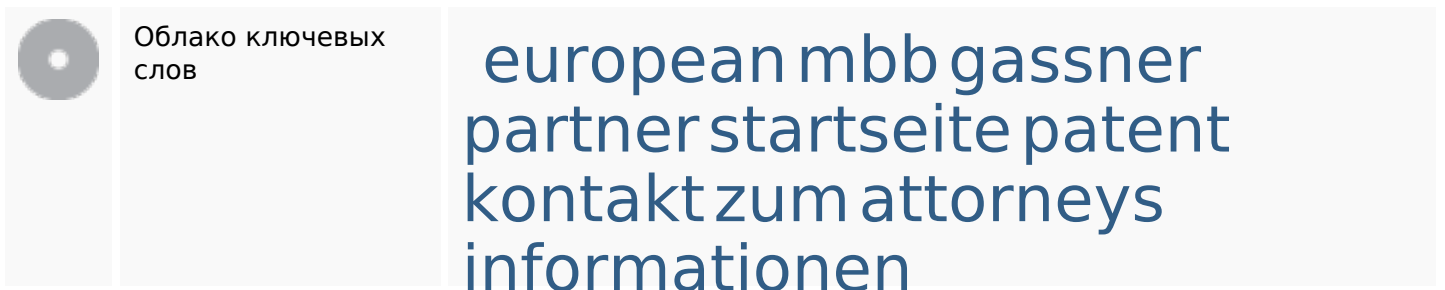 Облако ключевых
слов
european mbb gassner
partner startseite patent
kontakt zum attorneys
informationen